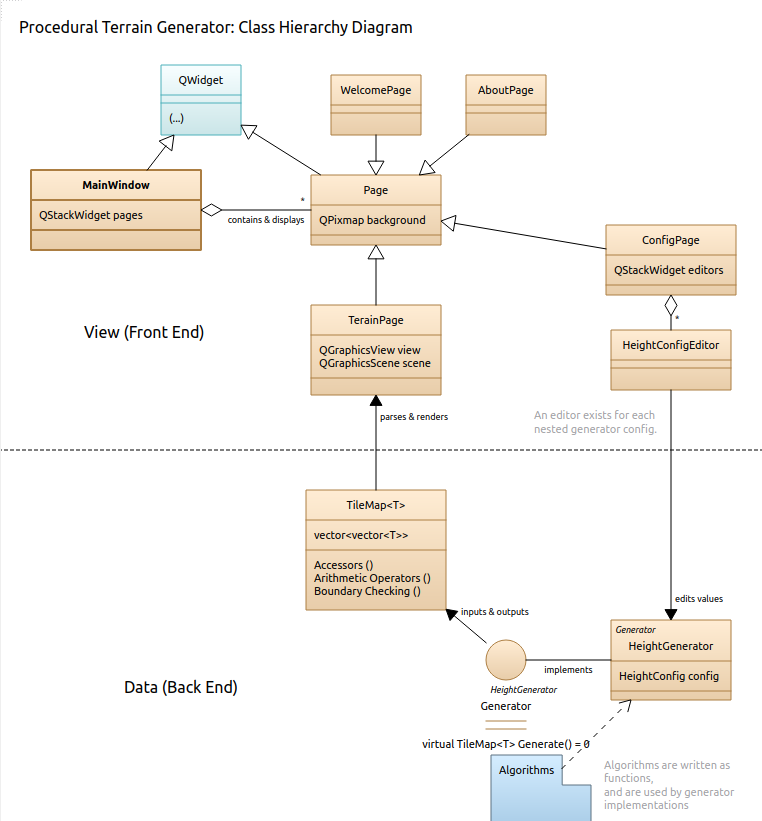 Procedural Terrain Generator: Class Hierarchy Diagram
QWidget
(...)
WelcomePage
AboutPage
MainWindow
QStackWidget pages
*
contains & displays
Page
QPixmap background
ConfigPage
QStackWidget editors
*
HeightConfigEditor
View (Front End)
TerainPage
QGraphicsView view
QGraphicsScene scene
parses & renders
An editor exists for each
nested generator config.
TileMap<T>
vector<vector<T>>
Accessors ()
Arithmetic Operators ()
Boundary Checking ()
edits values
inputs & outputs
Generator
HeightGenerator
HeightConfig config
implements
Data (Back End)
HeightGenerator
Generator
virtual TileMap<T> Generate() = 0
Algorithms
Algorithms are written as
functions,
and are used by generator
implementations